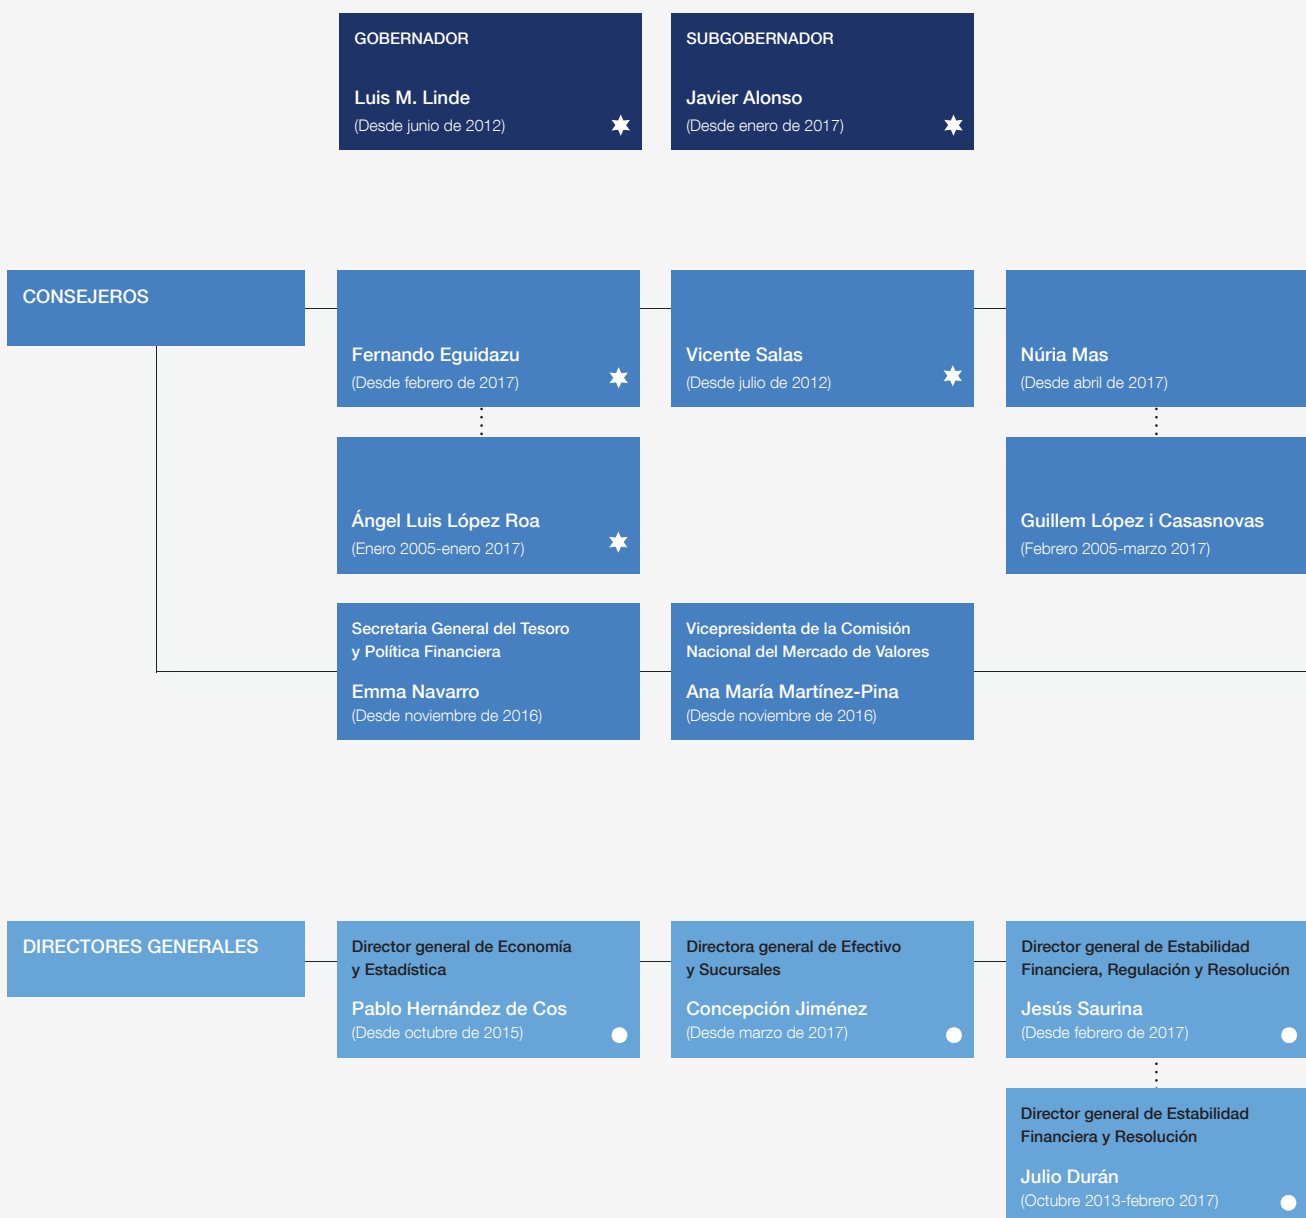 GOBERNADOR
Luis M. Linde
(Desde junio de 2012)
SUBGOBERNADOR
Javier Alonso
(Desde enero de 2017)
CONSEJEROS
Fernando Eguidazu
(Desde febrero de 2017)
Vicente Salas
(Desde julio de 2012)
Núria Mas
(Desde abril de 2017)
Ángel Luis López Roa
(Enero 2005-enero 2017)
Guillem López i Casasnovas
(Febrero 2005-marzo 2017)
Secretaria General del Tesoro
y Política Financiera
Emma Navarro
(Desde noviembre de 2016)
Vicepresidenta de la Comisión
Nacional del Mercado de Valores
Ana María Martínez-Pina
(Desde noviembre de 2016)
DIRECTORES GENERALES
Director general de Economía
y Estadística
Pablo Hernández de Cos
(Desde octubre de 2015)
Directora general de Efectivo
y Sucursales
Concepción Jiménez
(Desde marzo de 2017)
Director general de Estabilidad
Financiera, Regulación y Resolución
Jesús Saurina
(Desde febrero de 2017)
Director general de Estabilidad
Financiera y Resolución
Julio Durán
(Octubre 2013-febrero 2017)